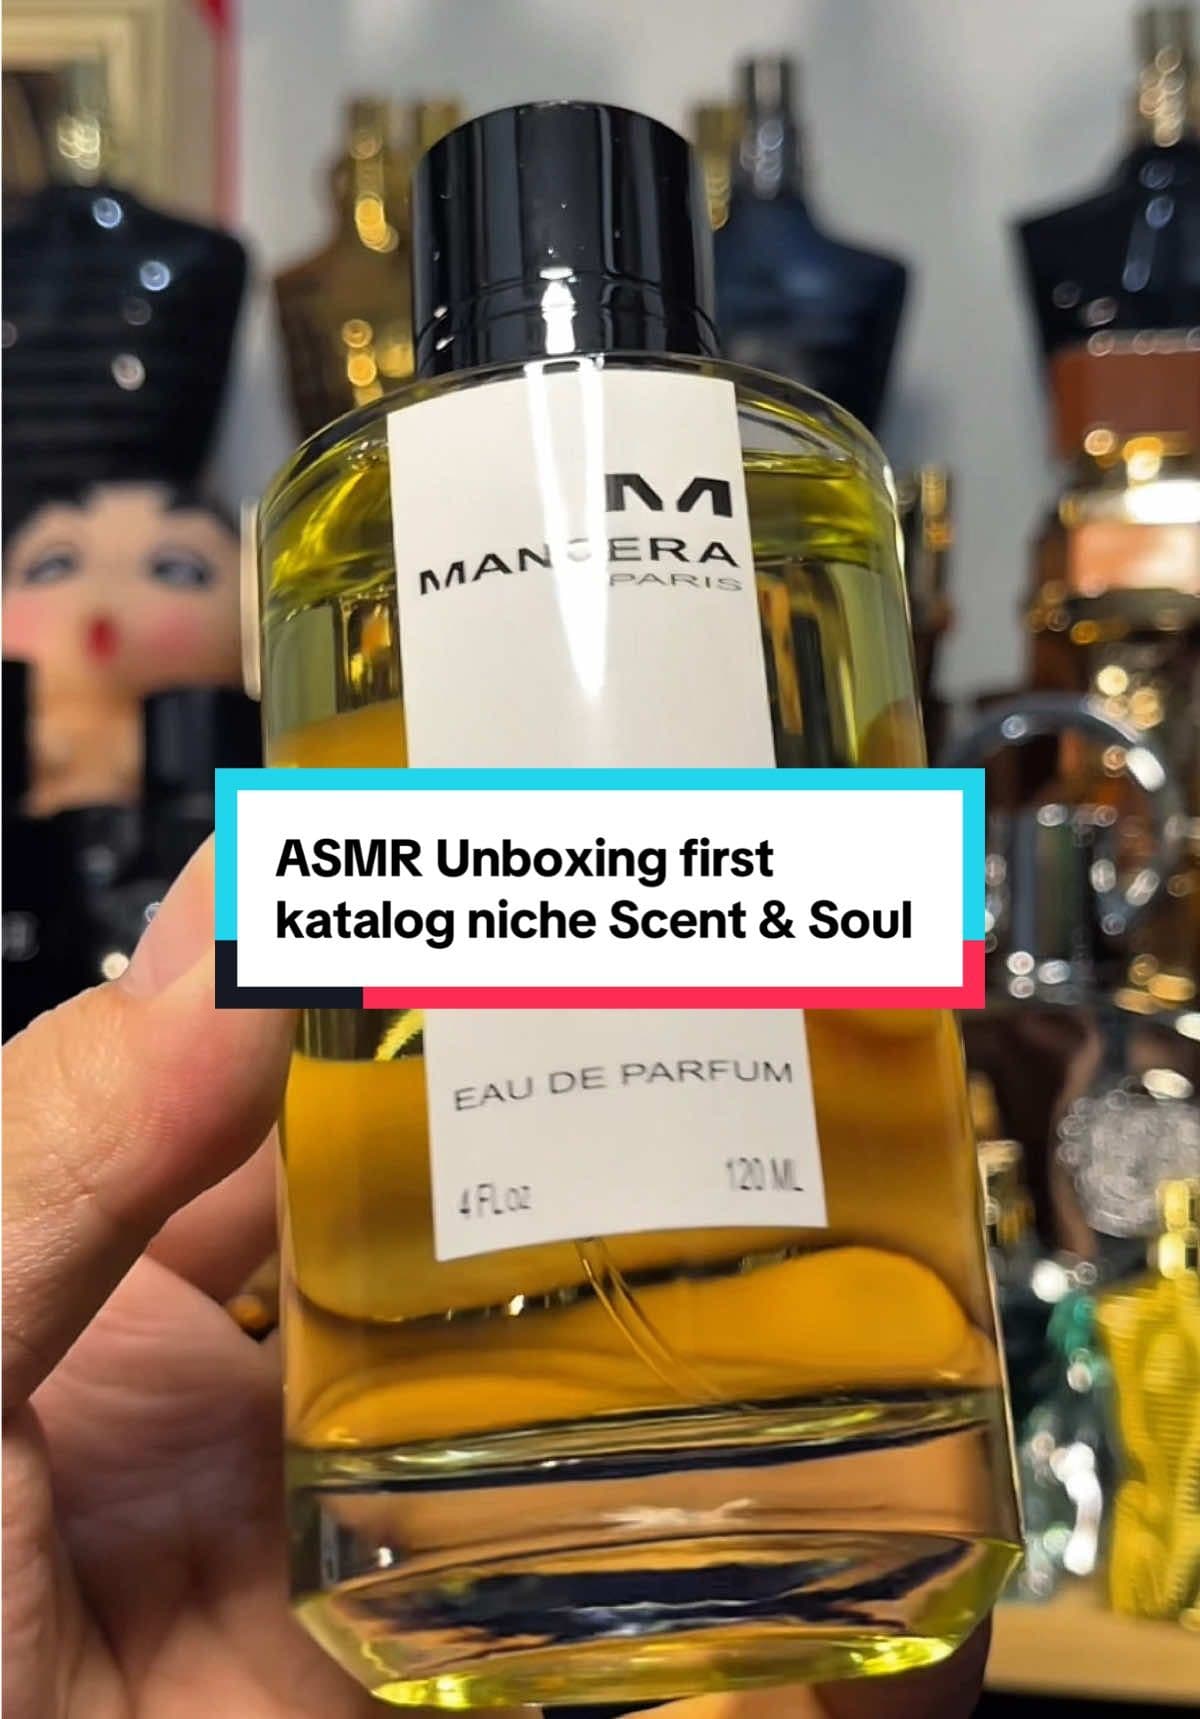 M
MANCERA
PARIS
ASMR Unboxing first
katalog niche Scent & Soul
EAU DE PARFUM
4 FL oz
120 ML